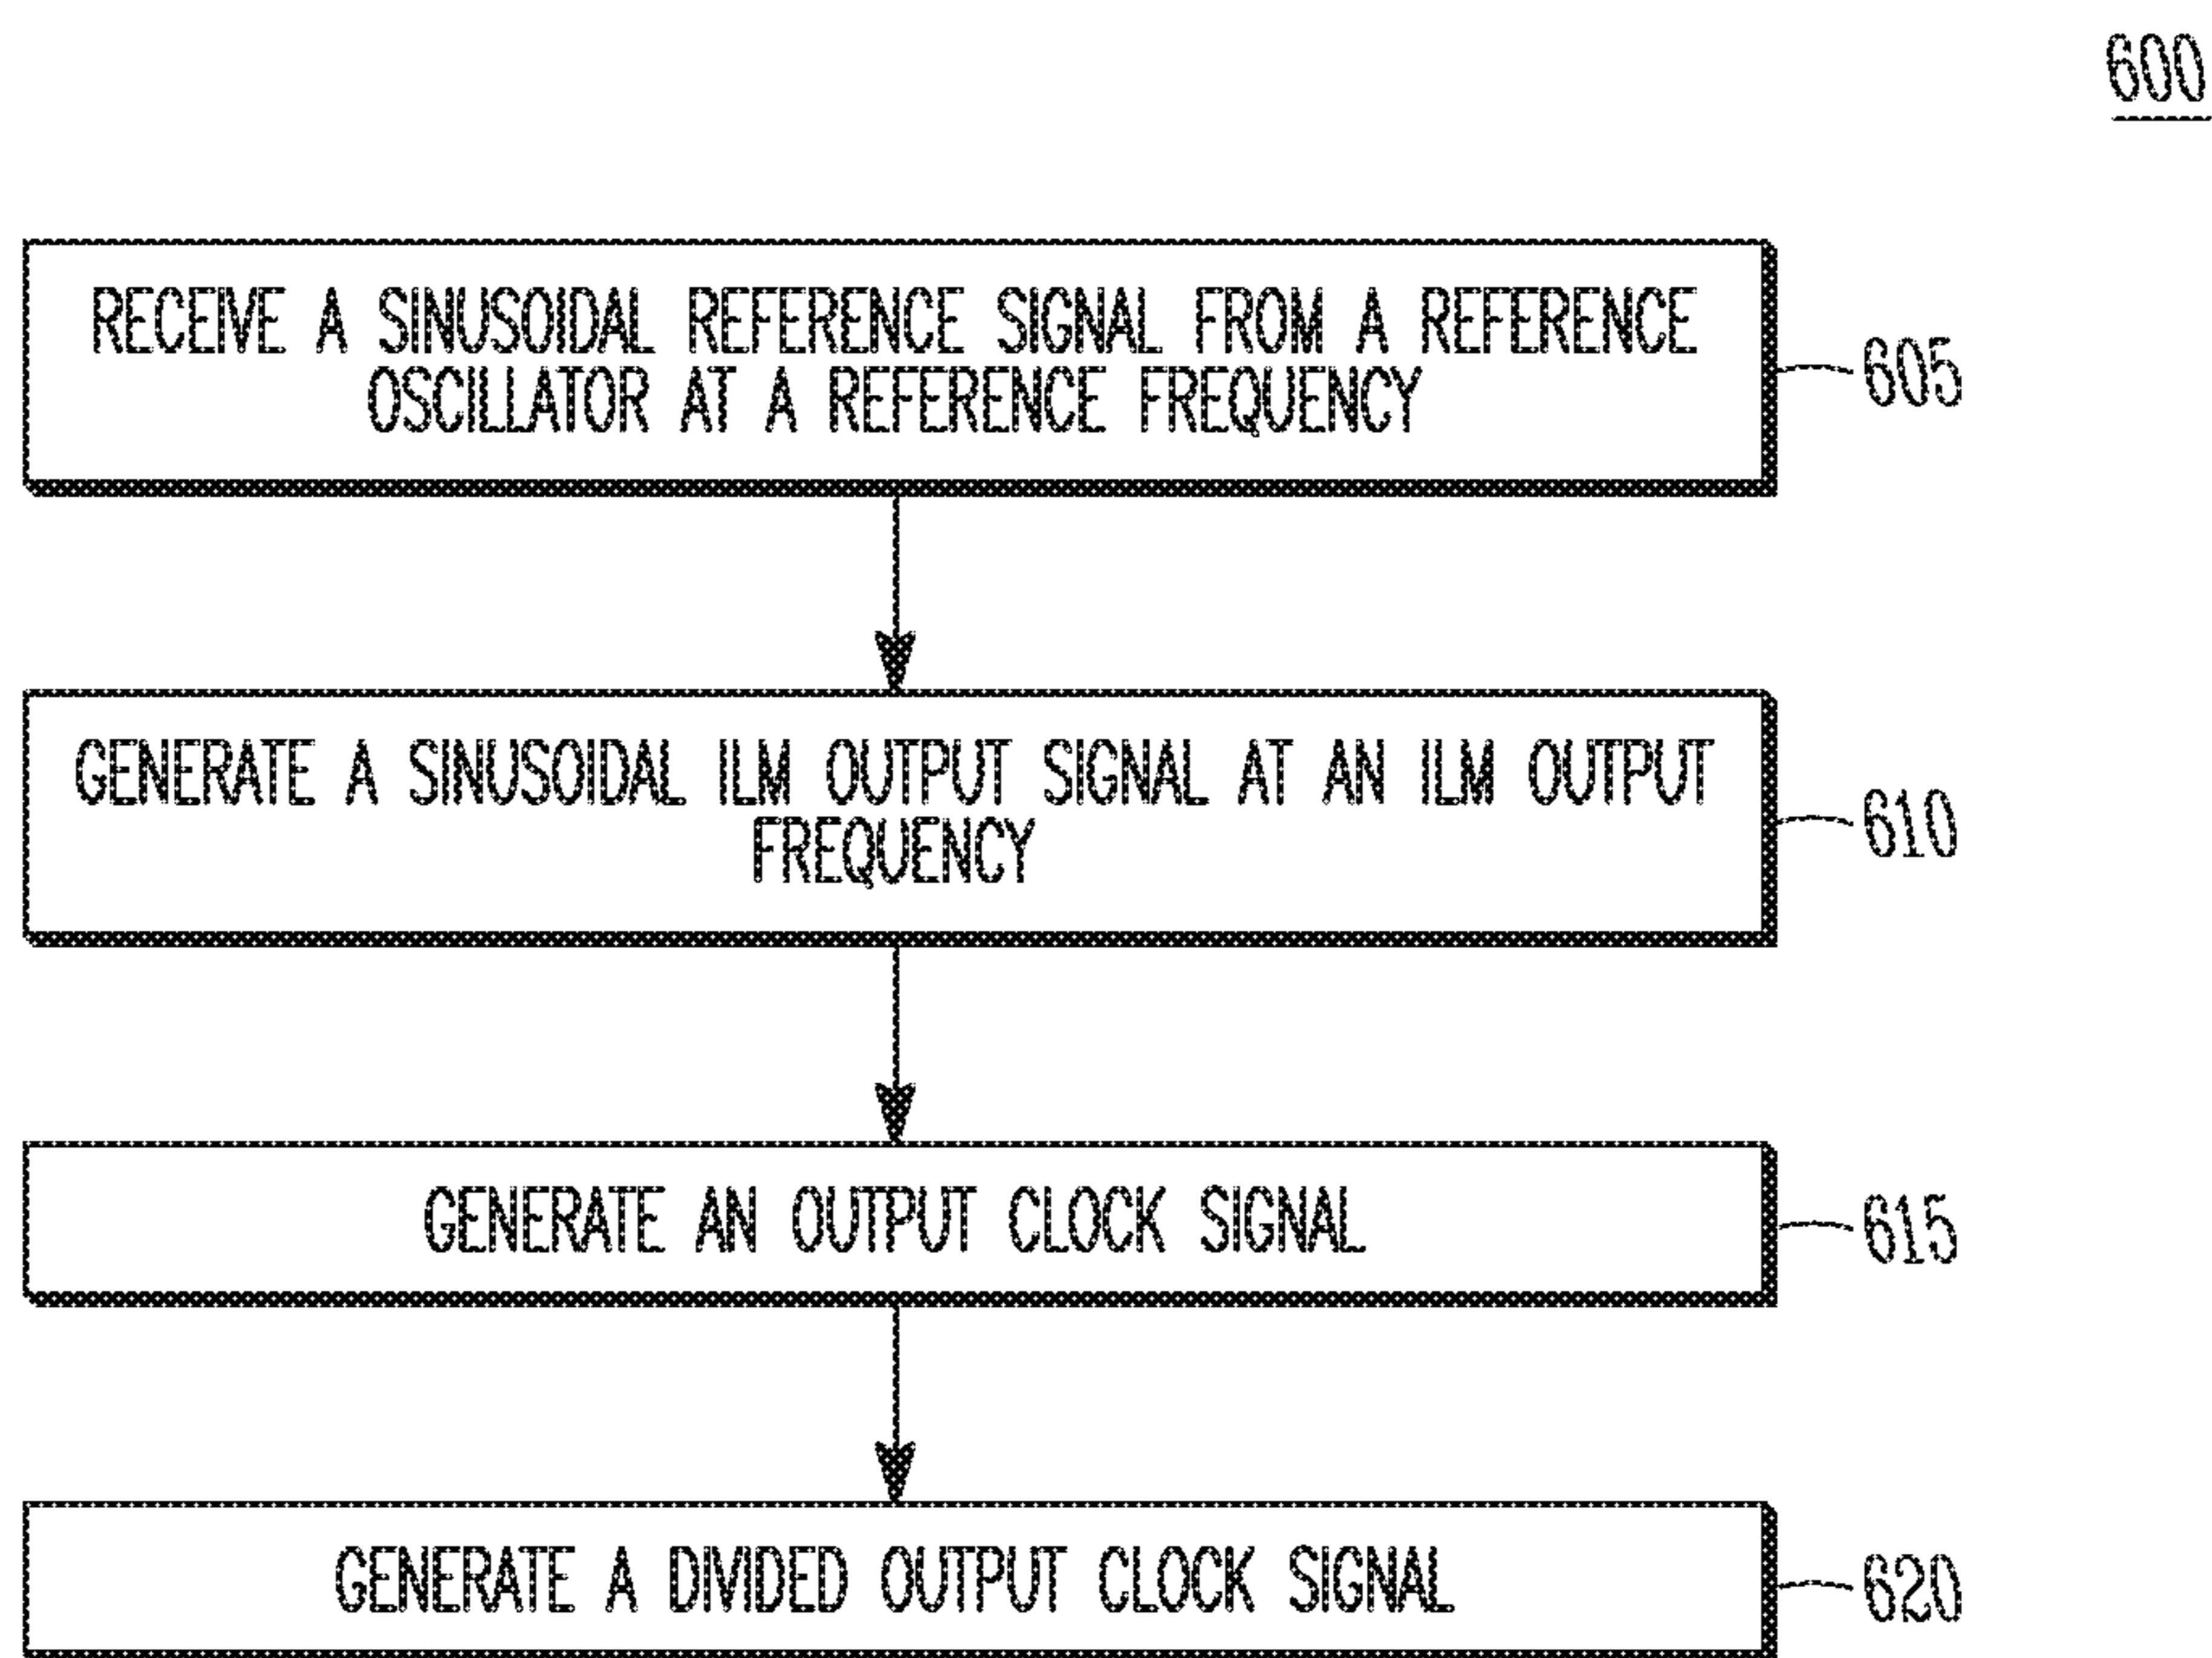 600
RECEIVE A SINUSOIDAL REFERENCE SIGNAL FROM A REFERENCE
OSCILLATOR AT A REFERENCE FREQUENCY
605
GENERATE A SINUSOIDAL ILM OUTPUT SIGNAL AT AN ILM OUTPUT
FREQUENCY
610
GENERATE AN OUTPUT CLOCK SIGNAL
615
GENERATE A DIVIDED OUTPUT CLOCK SIGNAL
620